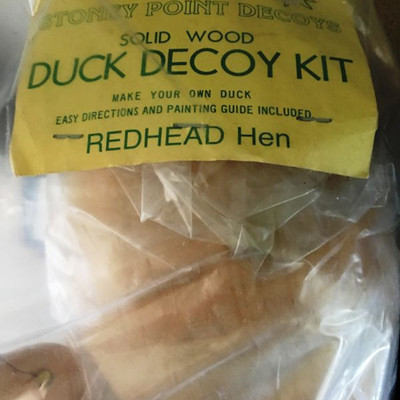 STONEY POINT DECOYS
SOLID WOOD
DUCK DECOY KIT
MAKE YOUR OWN DUCK
EASY DIRECTIONS AND PAINTING GUIDE INCLUDED
REDHEAD Hen